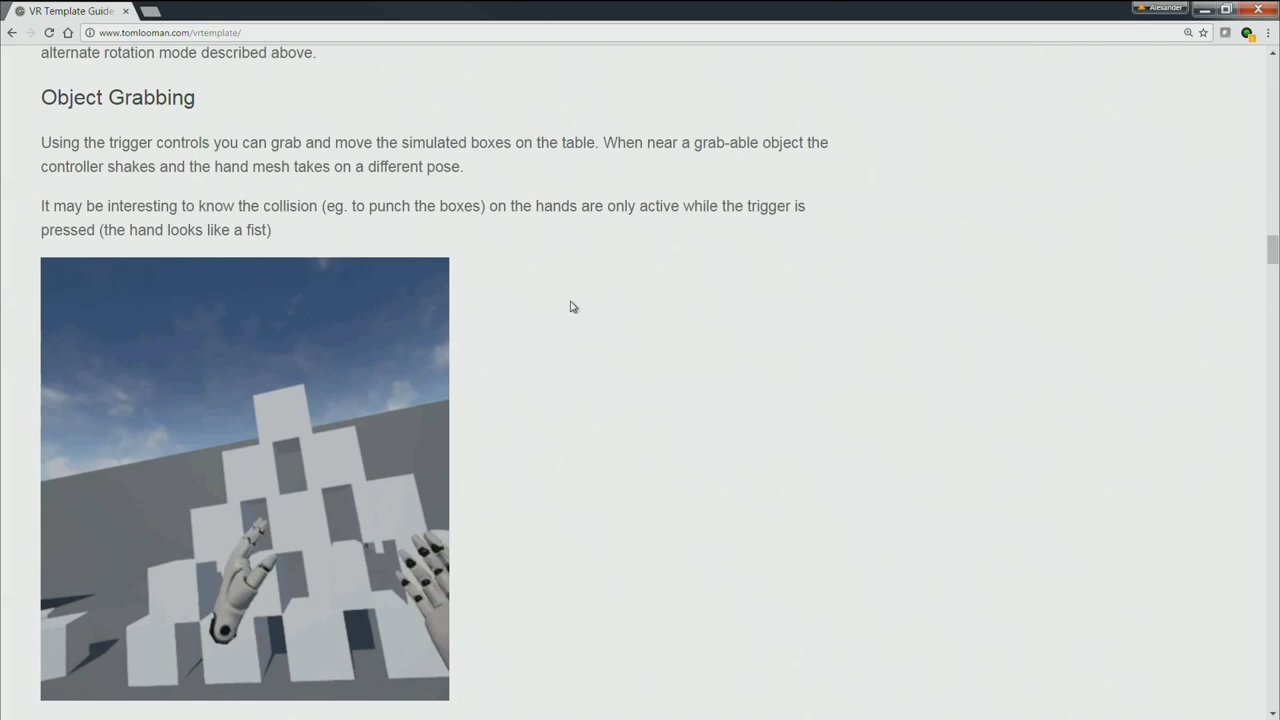 VR Template Guide
Alexander
www.tomlooman.com/vrtemplate/
alternate rotation mode described above.
Object Grabbing
Using the trigger controls you can grab and move the simulated boxes on the table. When near a grab-able object the
controller shakes and the hand mesh takes on a different pose.
It may be interesting to know the collision (eg. to punch the boxes) on the hands are only active while the trigger is
pressed (the hand looks like a fist)